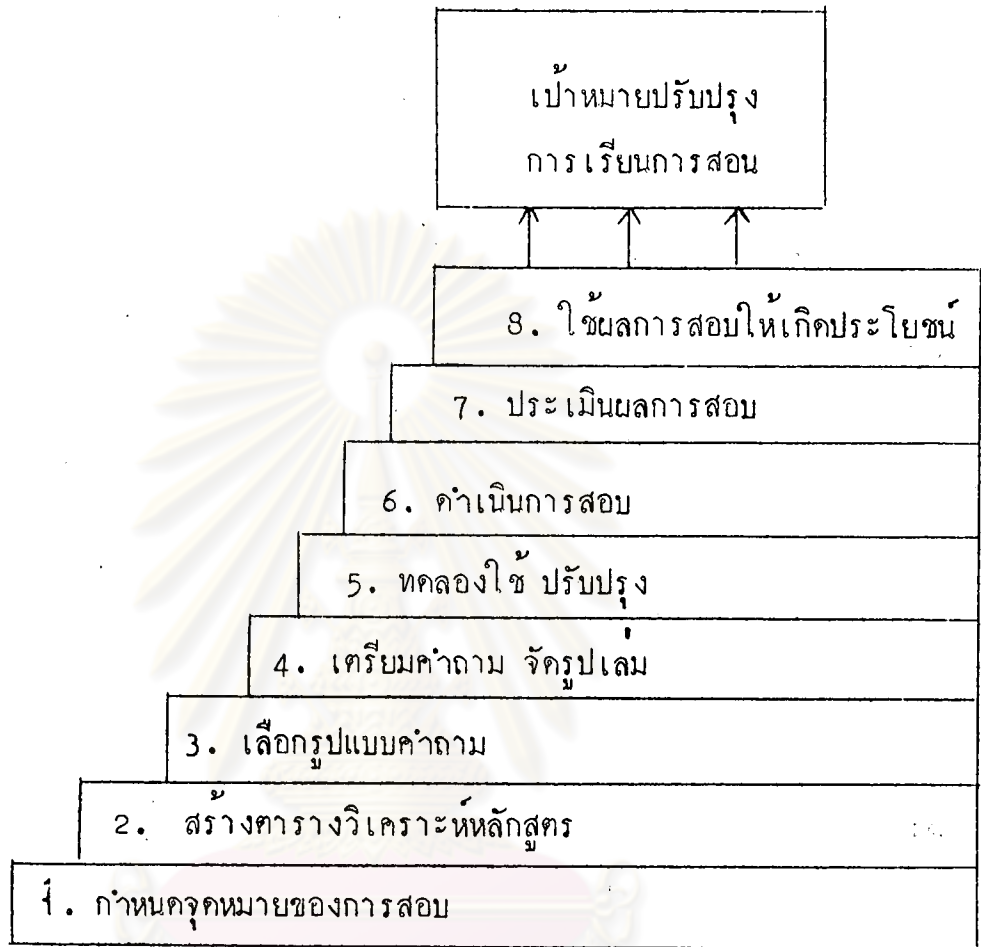 เป้าหมายปรับปรุง
การเรียนการสอน
8. ใช้ผลการสอบให้เกิดประโยชน์
7. ประเมินผลการสอบ
6. ดำเนินการสอบ
5. ทดลองใช้ ปรับปรุง
4. เตรียมคำถาม จัดรูปเล่ม
3. เลือกรูปแบบคำถาม
2. สร้างตารางวิเคราะห์หลักสูตร
1. กำหนดจุดหมายของการสอบ